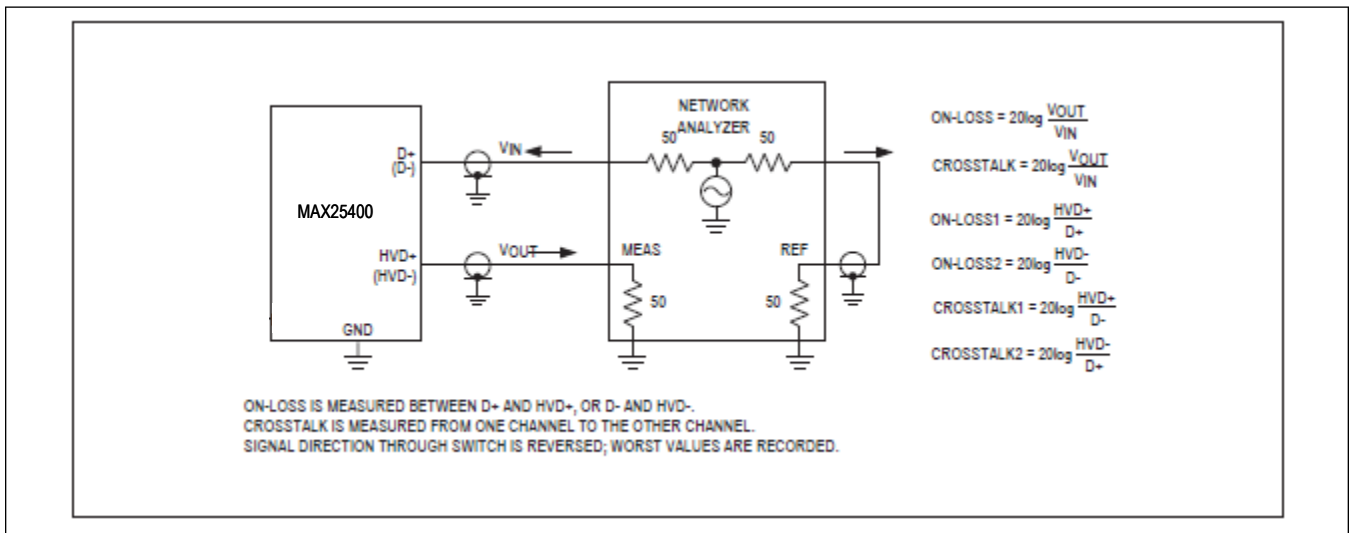 NETWORK
ANALYZER
50 50
D+
(D-)
VIN
MAX25400
HVD+
(HVD-)
VOUT
MEAS
REF
50
50
GND
ON-LOSS = 20log VOUT/VIN
CROSSTALK = 20log VOUT/VIN
ON-LOSS1 = 20log HVD+/D+
ON-LOSS2 = 20log HVD-/D-
CROSSTALK1 = 20log HVD+/D-
CROSSTALK2 = 20log HVD-/D+
ON-LOSS IS MEASURED BETWEEN D+ AND HVD+, OR D- AND HVD-.
CROSSTALK IS MEASURED FROM ONE CHANNEL TO THE OTHER CHANNEL.
SIGNAL DIRECTION THROUGH SWITCH IS REVERSED; WORST VALUES ARE RECORDED.